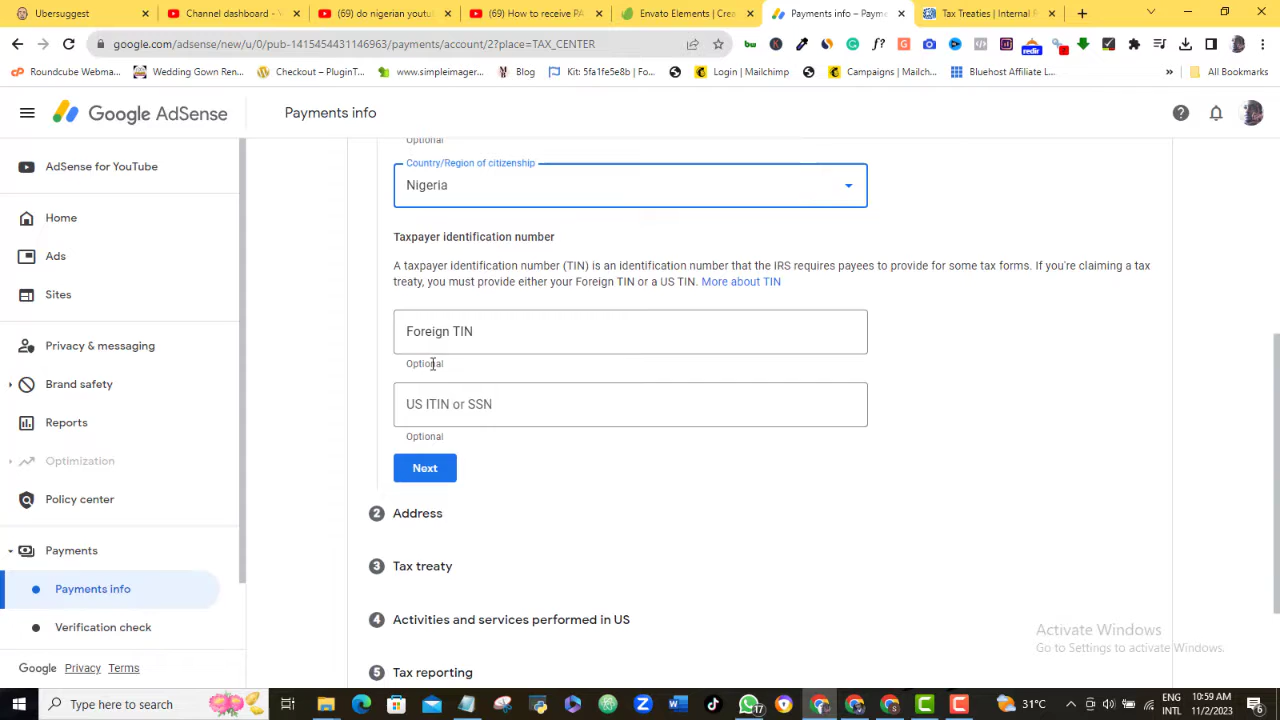 Ubersuggest
Channel dashboard - \
(69) do nigerian youtu
(69) How to receive PA
Envato Elements | Cre
Payments info – Payme
Tax Treaties | Internal R
google.com/adsense/new/u/0/pub-1415454431169696/payments/account/2?place=TAX_CENTER
Roundcube Webma...
Wedding Gown Ren...
Checkout – PluginT...
www.simpleimager...
Blog
Kit: 5fa1fe5e8b | Fo...
Login | Mailchimp
Campaigns | Mailch...
Bluehost Affiliate L...
»
All Bookmarks
Google AdSense
Payments info
AdSense for YouTube
Home
Ads
Sites
Privacy & messaging
Brand safety
Reports
Optimization
Policy center
Payments
Payments info
Verification check
Google Privacy Terms
Optional
Country/Region of citizenship
Nigeria
Taxpayer identification number
A taxpayer identification number (TIN) is an identification number that the IRS requires payees to provide for some tax forms. If you're claiming a tax
treaty, you must provide either your Foreign TIN or a US TIN. More about TIN
Foreign TIN
Optional
US ITIN or SSN
Optional
Next
2 Address
3 Tax treaty
4 Activities and services performed in US
5 Tax reporting
Activate Windows
Go to Settings to activate Windows.
Type here to search
17
31°C
ENG
INTL
10:59 AM
11/2/2023
6